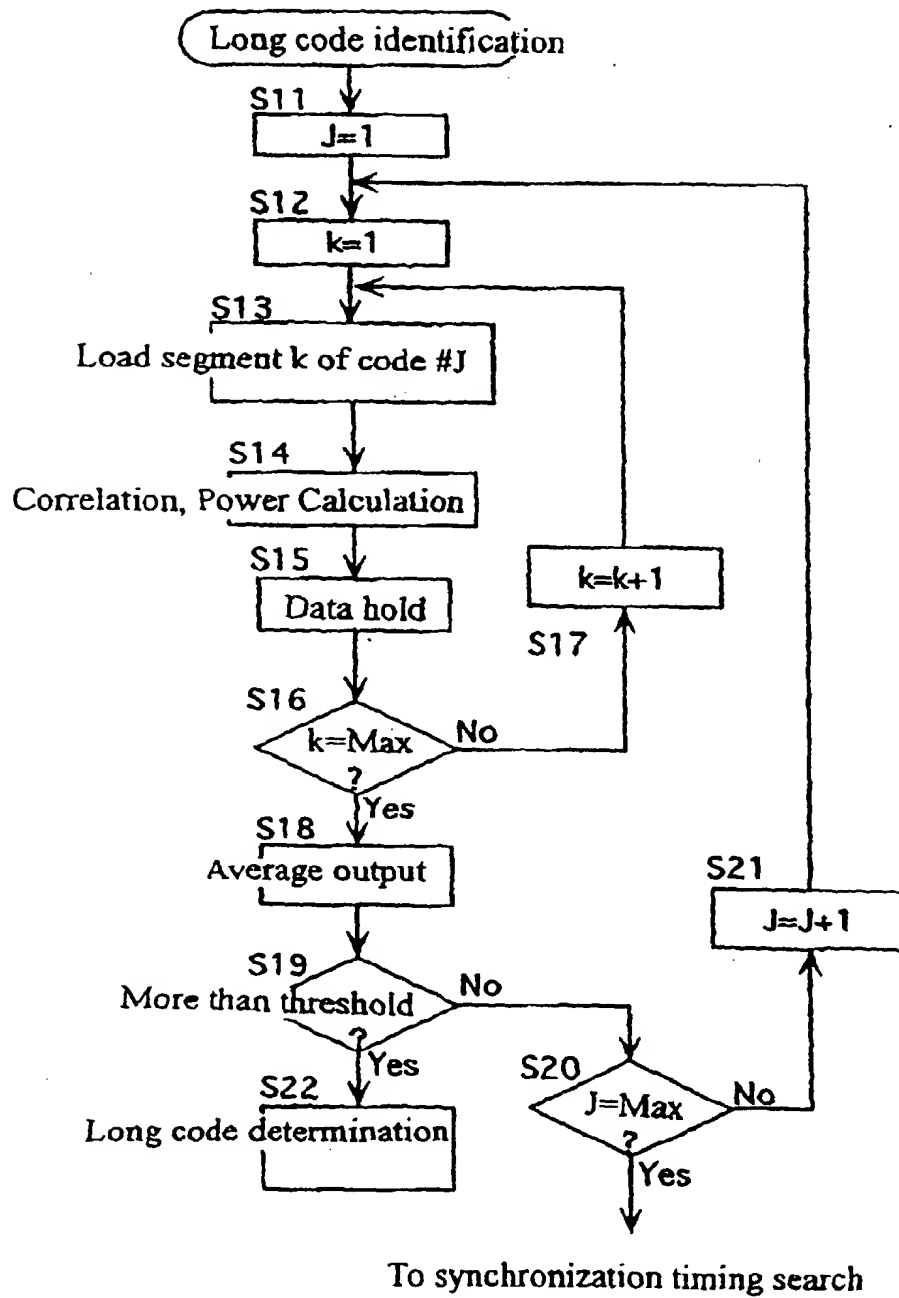 Long code identification
S11
J=1
S12
k=1
S13
Load segment k of code #J
S14
Correlation, Power Calculation
S15
Data hold
k=k+1
S17
S16
k=Max
?
No
Yes
S18
Average output
S21
J=J+1
S19
More than threshold
?
No
Yes
S20
J=Max
?
No
Yes
S22
Long code determination
To synchronization timing search